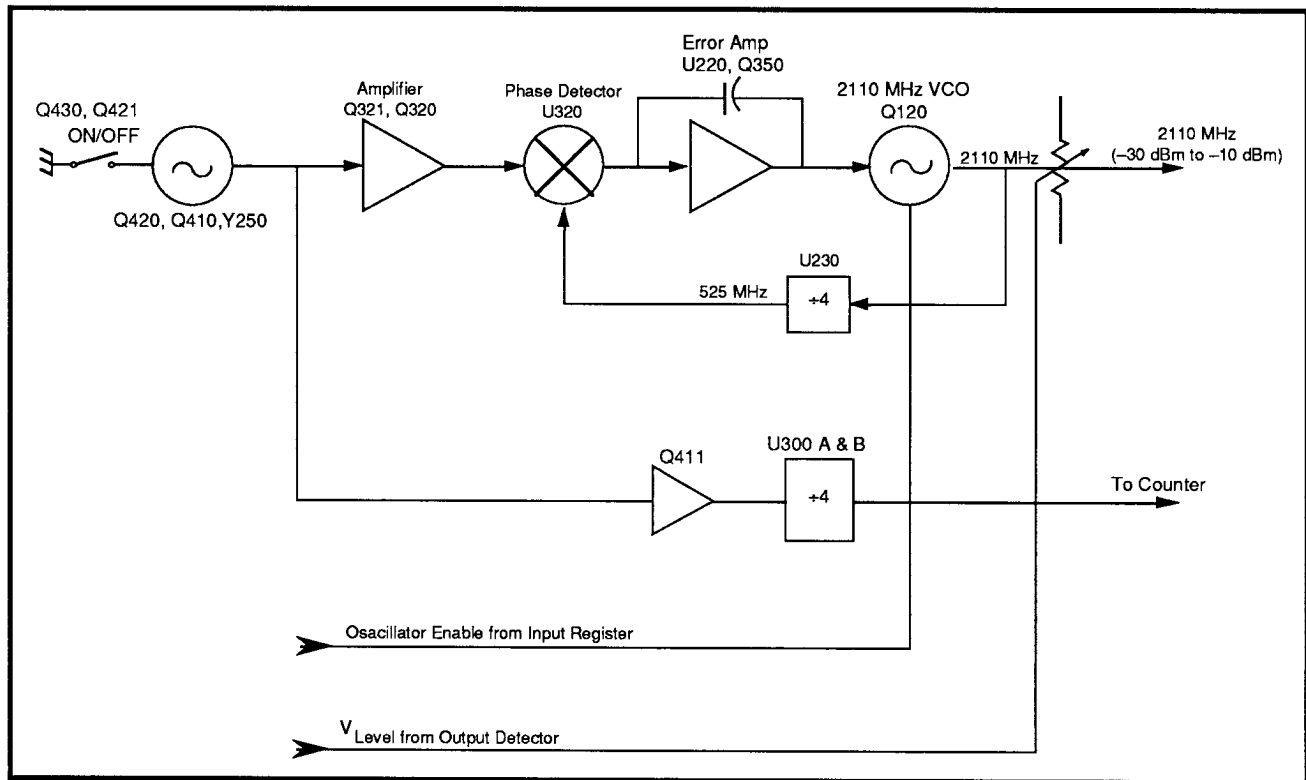 Error Amp
U220, Q350
Amplifier
Q321, Q320
Phase Detector
U320
2110 MHz VCO
Q120
Q430, Q421
ON/OFF
2110 MHz
(–30 dBm to –10 dBm)
2110 MHz
Q420, Q410,Y250
U230
÷4
525 MHz
U300 A & B
Q411
÷4
To Counter
Osacillator Enable from Input Register
V Level from Output Detector